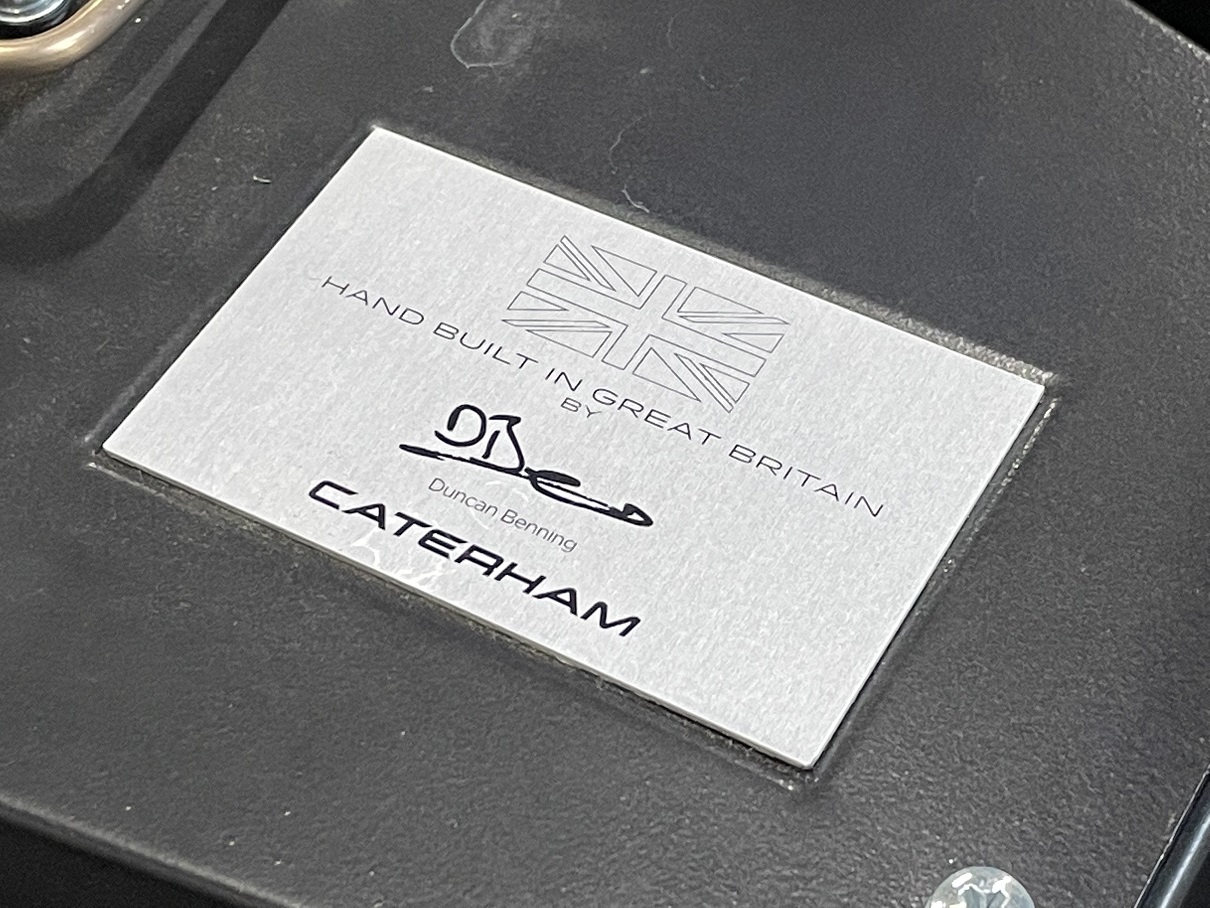 HAND BUILT IN GREAT BRITAIN
BY
Duncan Benning
CATERHAM